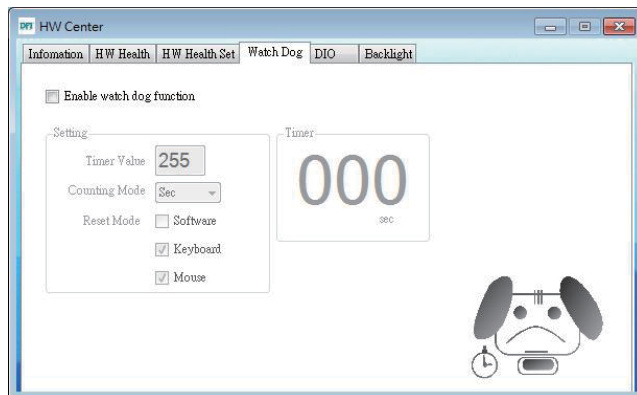 DFI HW Center
Infomation HW Health HW Health Set Watch Dog DIO Backlight
Enable watch dog function
Setting
Timer Value 255
Counting Mode Sec
Reset Mode Software
Keyboard
Mouse
Timer
000
sec